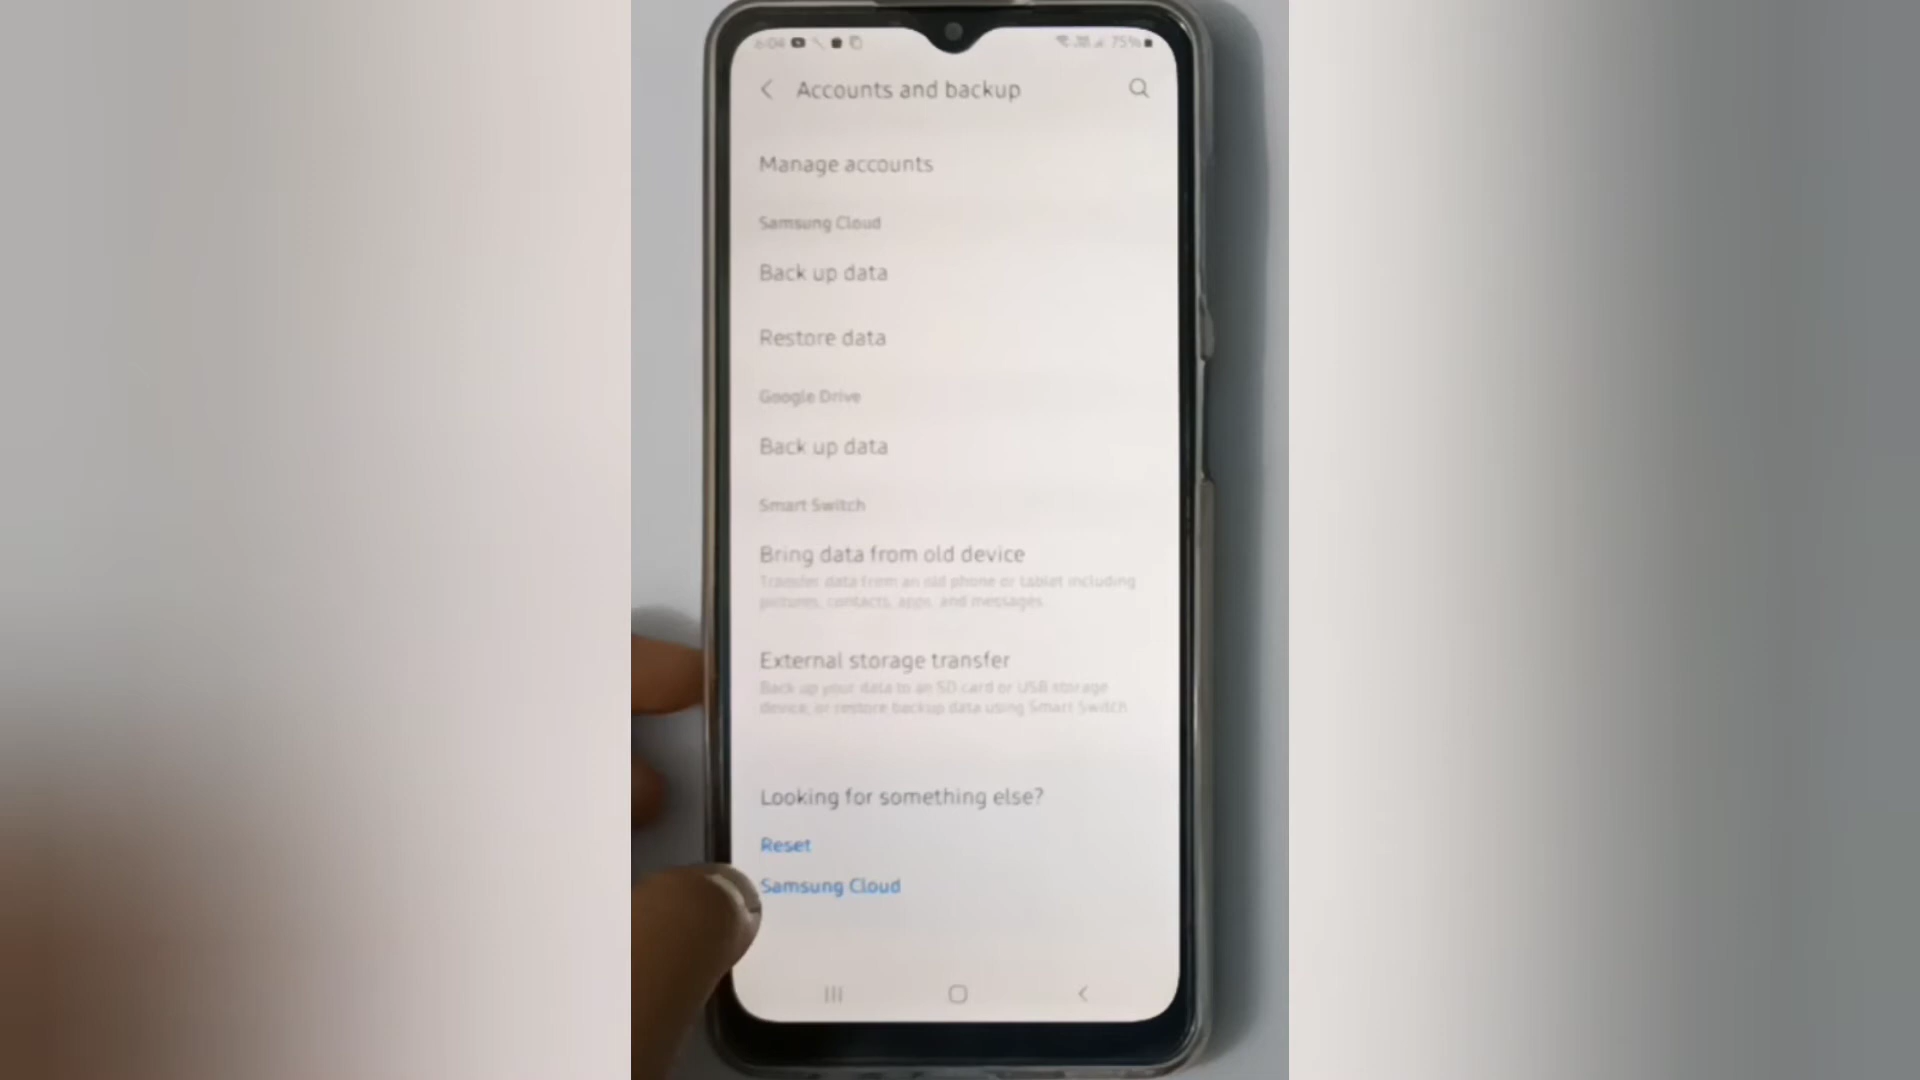 6:04
75%
Accounts and backup
Manage accounts
Samsung Cloud
Back up data
Restore data
Google Drive
Back up data
Smart Switch
Bring data from old device
Transfer data from an old phone or tablet including
pictures, contacts, apps, and messages.
External storage transfer
Back up your data to an SD card or USB storage
device, or restore backup data using Smart Switch.
Looking for something else?
Reset
Samsung Cloud